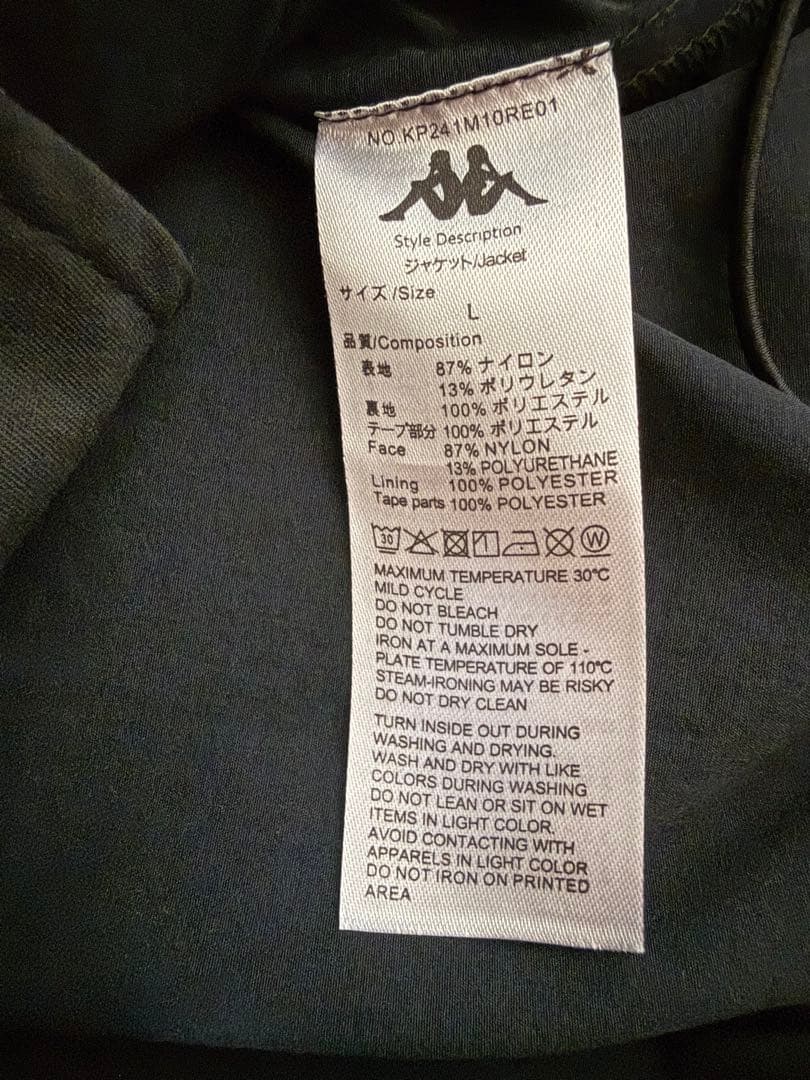 NO.KP241M10RE01
Style Description
ジャケット/Jacket
サイズ/Size
L
品質/Composition
表地 87% ナイロン
13% ポリウレタン
裏地 100% ポリエステル
テープ部分 100% ポリエステル
Face 87% NYLON
13% POLYURETHANE
Lining 100% POLYESTER
Tape parts 100% POLYESTER
30 W
MAXIMUM TEMPERATURE 30℃
MILD CYCLE
DO NOT BLEACH
DO NOT TUMBLE DRY
IRON AT A MAXIMUM SOLE -
PLATE TEMPERATURE OF 110℃
STEAM-IRONING MAY BE RISKY
DO NOT DRY CLEAN
TURN INSIDE OUT DURING
WASHING AND DRYING.
WASH AND DRY WITH LIKE
COLORS DURING WASHING
DO NOT LEAN OR SIT ON WET
ITEMS IN LIGHT COLOR.
AVOID CONTACTING WITH
APPARELS IN LIGHT COLOR
DO NOT IRON ON PRINTED
AREA